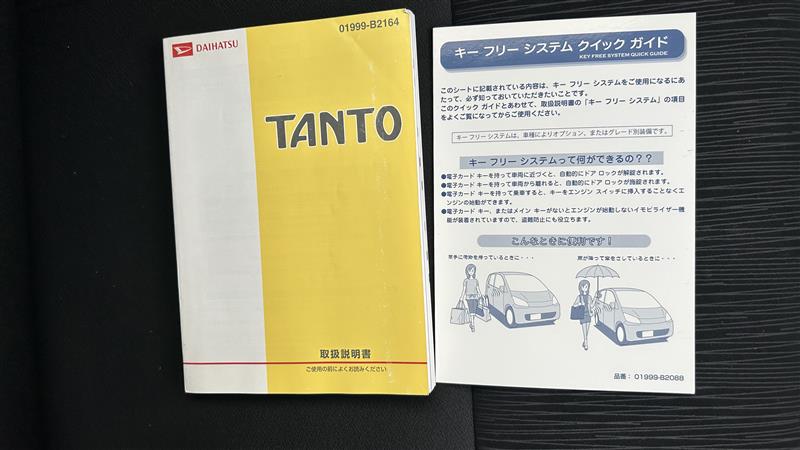 DAIHATSU
01999-B2164
TANTO
取扱説明書
ご使用の前によくお読みください
キー フリー システム クイック ガイド
KEY FREE SYSTEM QUICK GUIDE
このシートに記載されている内容は、キー フリー システムをご使用になるにあ
たって、必ず知っておいていただきたいことです。
このクイック ガイドとあわせて、取扱説明書の「キー フリー システム」の項目
をよくご覧になってからご使用ください。
キー フリー システムは、車種によりオプション、またはグレード別装備です。
キー フリー システムって何ができるの？？
●電子カード キーを持って車両に近づくと、自動的にドア ロックが解錠されます。
●電子カード キーを持って車両から離れると、自動的にドア ロックが施錠されます。
●電子カード キーを持って乗車すると、キーをエンジン スイッチに挿入することなくエ
ンジンの始動ができます。
●電子カード キー、またはメイン キーがないとエンジンが始動しないイモビライザー機
能が装着されていますので、盗難防止にも役立ちます。
こんなときに便利です！
両手に荷物を持っているときに・・・
雨が降って傘をさしているときに・・・
品番： 01999-B2088